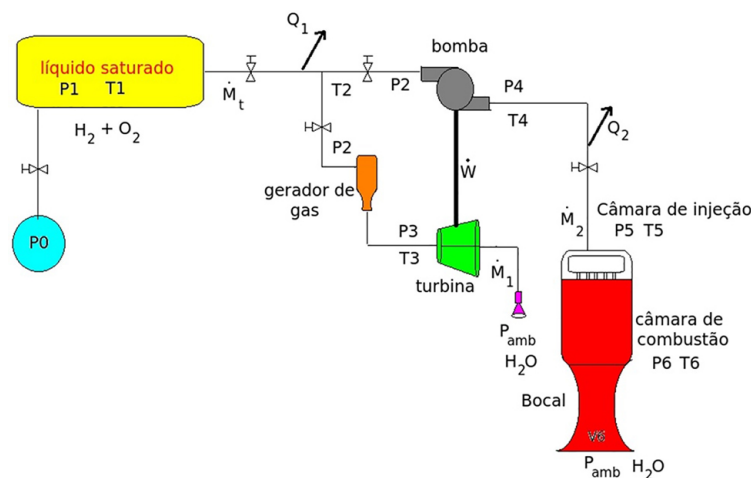 Q1
bomba
líquido saturado
P1 T1
Ṁt
T2
P2
P4
T4
H2 + O2
P2
Q2
gerador de
gas
Ẇ
P0
P3
T3
Ṁ1
turbina
Ṁ2
Câmara de injeção
P5 T5
Pamb
H2O
câmara de
combustão
P6 T6
Bocal
Pamb H2O